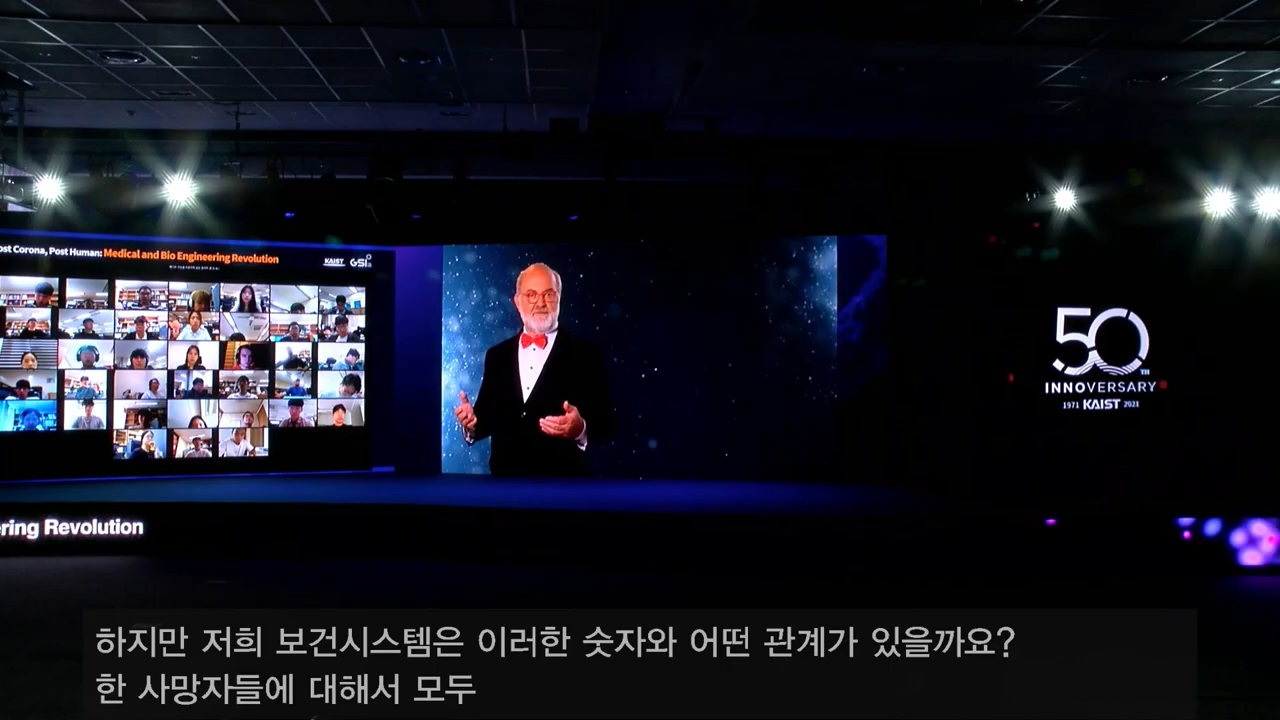 ost Corona, Post Human: Medical and Bio Engineering Revolution
KAIST GSI
50TH
INNOVERSARY
1971 KAIST 2021
ering Revolution
하지만 저희 보건시스템은 이러한 숫자와 어떤 관계가 있을까요?
한 사망자들에 대해서 모두